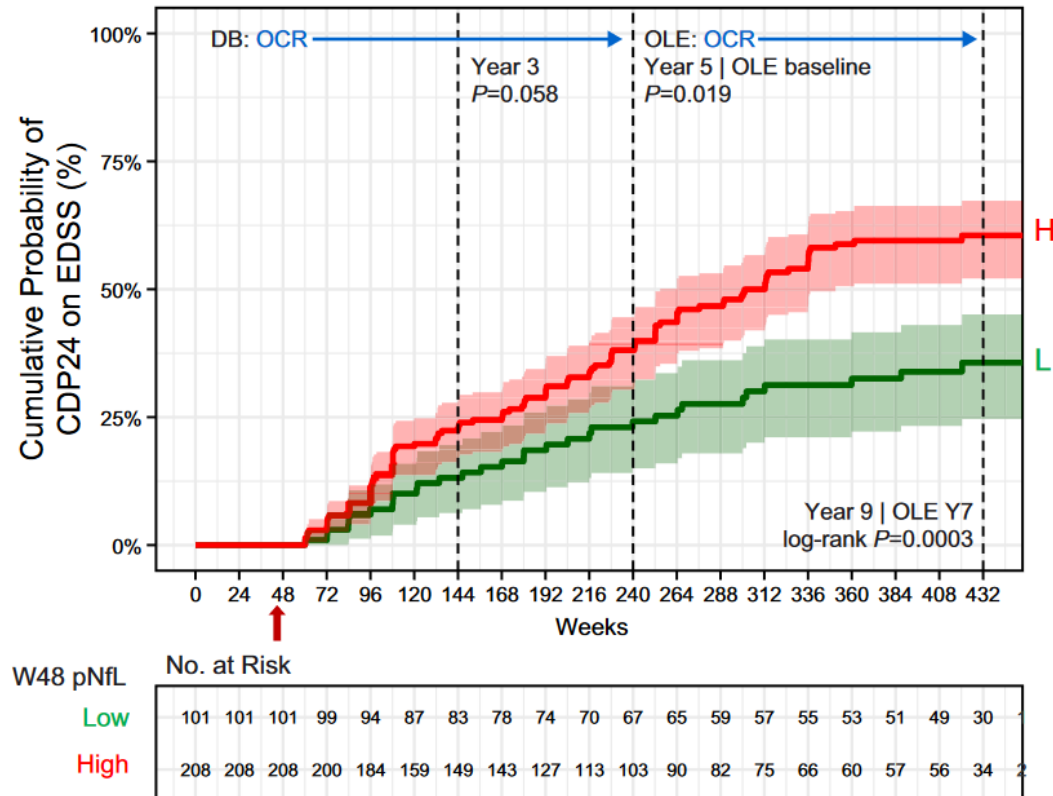 100%
75%
50%
25%
0%
Cumulative Probability of
CDP24 on EDSS (%)
DB: OCR
OLE: OCR
Year 3
P=0.058
Year 5 | OLE baseline
P=0.019
H
L
Year 9 | OLE Y7
log-rank P=0.0003
0 24 48 72 96 120 144 168 192 216 240 264 288 312 336 360 384 408 432
Weeks
W48 pNfL
No. at Risk
Low 101 101 101 99 94 87 83 78 74 70 67 65 59 57 55 53 51 49 30
High 208 208 208 200 184 159 149 143 127 113 103 90 82 75 66 60 57 56 34